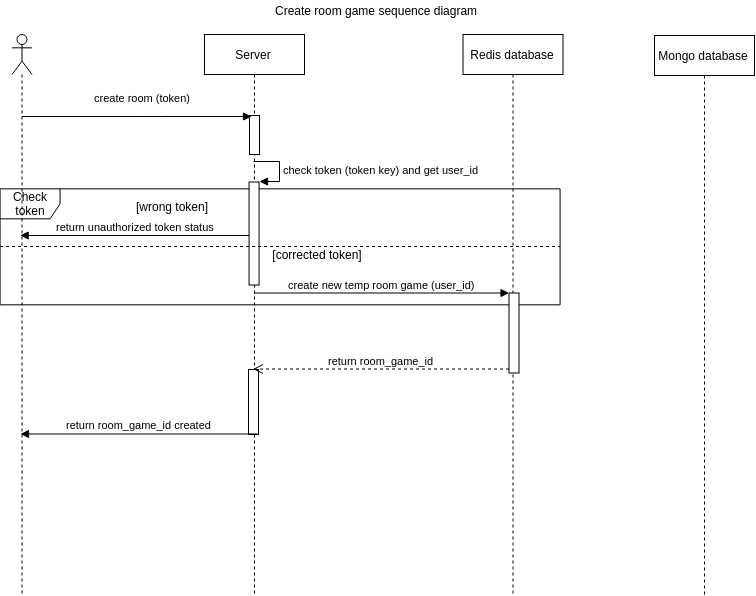 Create room game sequence diagram
Server
Redis database
Mongo database
create room (token)
check token (token key) and get user_id
Check
token
[wrong token]
return unauthorized token status
[corrected token]
create new temp room game (user_id)
return room_game_id
return room_game_id created